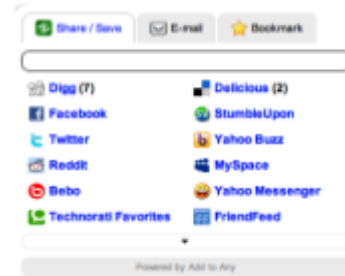 Share / Save E-mail Bookmark
Digg (7) Delicious (2)
Facebook StumbleUpon
Twitter Yahoo Buzz
Reddit MySpace
Bebo Yahoo Messenger
Technorati Favorites FriendFeed
Powered by Add to Any